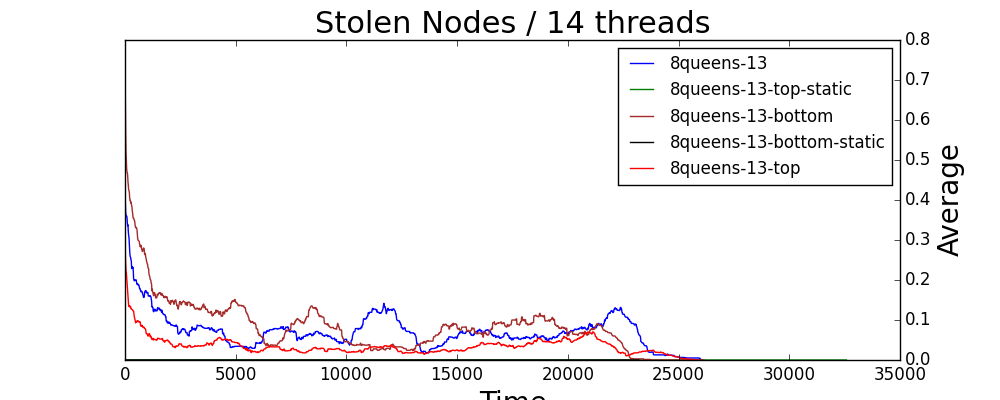 Stolen Nodes / 14 threads
8queens-13
8queens-13-top-static
8queens-13-bottom
8queens-13-bottom-static
8queens-13-top
0.8
0.7
0.6
0.5
0.4
0.3
0.2
0.1
0.0
Average
0 5000 10000 15000 20000 25000 30000 35000
Time